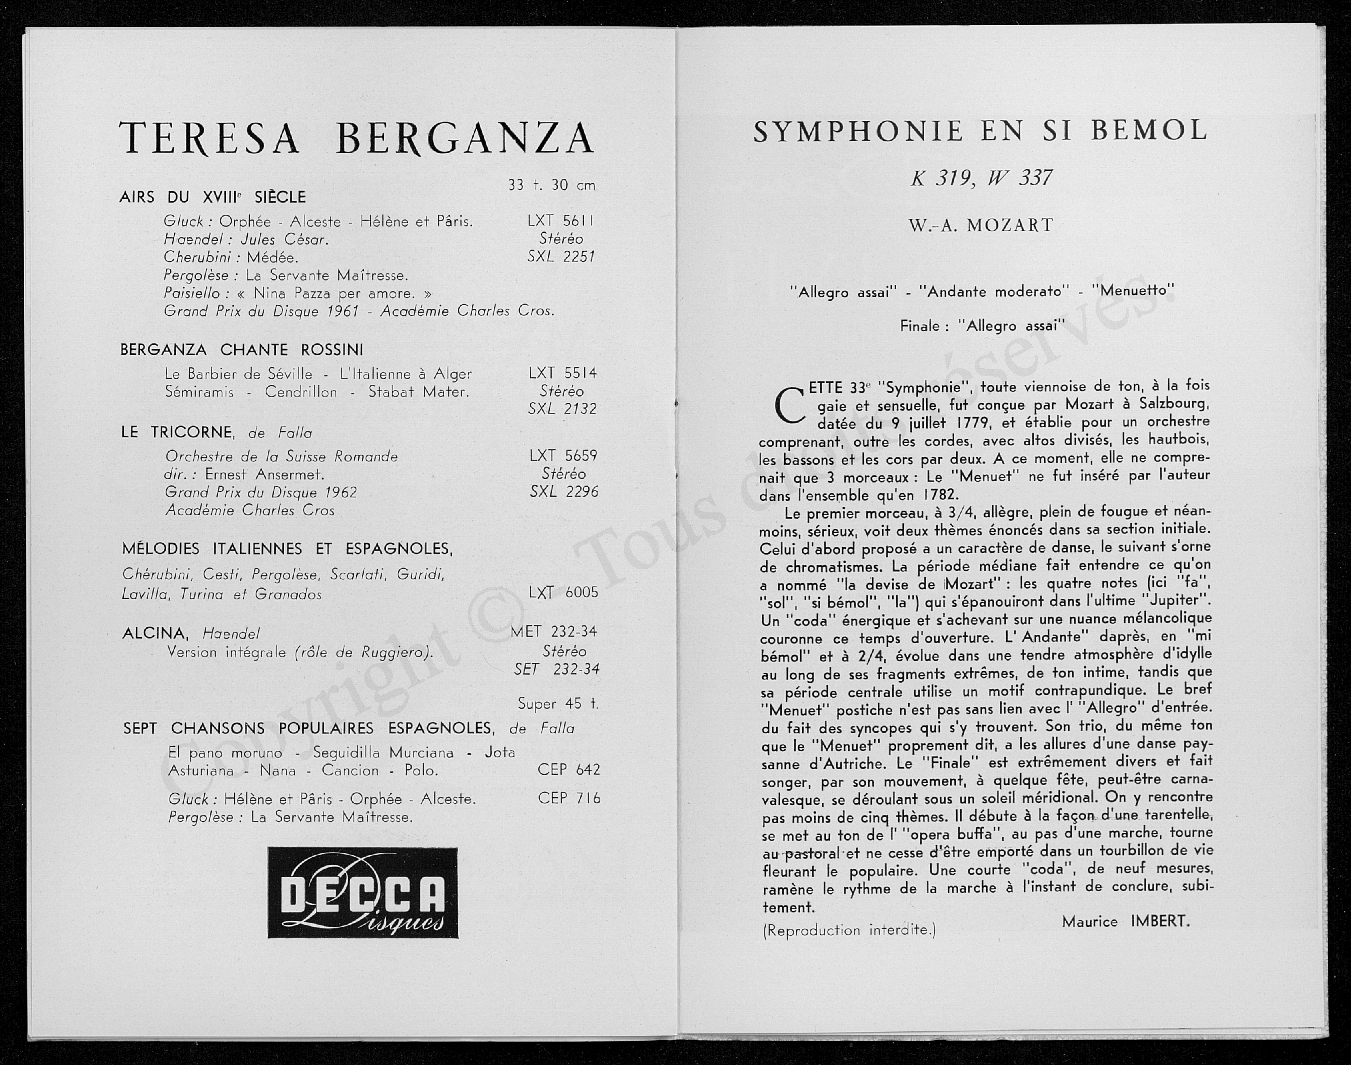 TERESA BERGANZA
33 t. 30 cm
AIRS DU XVIIIe SIÈCLE
Gluck : Orphée - Alceste - Hélène et Pâris. LXT 5611
Haendel : Jules César. Stéréo
Cherubini : Médée. SXL 2251
Pergolèse : La Servante Maîtresse.
Paisiello : « Nina Pazza per amore. »
Grand Prix du Disque 1961 - Académie Charles Cros.
BERGANZA CHANTE ROSSINI
Le Barbier de Séville - L'Italienne à Alger LXT 5514
Sémiramis - Cendrillon - Stabat Mater. Stéréo
SXL 2132
LE TRICORNE, de Falla
Orchestre de la Suisse Romande LXT 5659
dir. : Ernest Ansermet. Stéréo
Grand Prix du Disque 1962 SXL 2296
Académie Charles Cros
MÉLODIES ITALIENNES ET ESPAGNOLES,
Chérubini, Cesti, Pergolèse, Scarlati, Guridi,
Lavilla, Turina et Granados LXT 6005
ALCINA, Haendel MET 232-34
Version intégrale (rôle de Ruggiero). Stéréo
SET 232-34
Super 45 t.
SEPT CHANSONS POPULAIRES ESPAGNOLES, de Falla
El pano moruno - Seguidilla Murciana - Jota
Asturiana - Nana - Cancion - Polo. CEP 642
Gluck : Hélène et Pâris - Orphée - Alceste. CEP 716
Pergolèse : La Servante Maîtresse.
DECCA
Disques
SYMPHONIE EN SI BEMOL
K 319, W 337
W.-A. MOZART
"Allegro assai" - "Andante moderato" - "Menuetto"
Finale : "Allegro assai"
CETTE 33e "Symphonie", toute viennoise de ton, à la fois
gaie et sensuelle, fut conçue par Mozart à Salzbourg,
datée du 9 juillet 1779, et établie pour un orchestre
comprenant, outre les cordes, avec altos divisés, les hautbois,
les bassons et les cors par deux. A ce moment, elle ne compre-
nait que 3 morceaux : Le "Menuet" ne fut inséré par l'auteur
dans l'ensemble qu'en 1782.
Le premier morceau, à 3/4, allègre, plein de fougue et néan-
moins, sérieux, voit deux thèmes énoncés dans sa section initiale.
Celui d'abord proposé a un caractère de danse, le suivant s'orne
de chromatismes. La période médiane fait entendre ce qu'on
a nommé "la devise de Mozart" : les quatre notes (ici "fa",
"sol", "si bémol", "la") qui s'épanouiront dans l'ultime "Jupiter".
Un "coda" énergique et s'achevant sur une nuance mélancolique
couronne ce temps d'ouverture. L' Andante" daprès, en "mi
bémol" et à 2/4, évolue dans une tendre atmosphère d'idylle
au long de ses fragments extrêmes, de ton intime, tandis que
sa période centrale utilise un motif contrapundique. Le bref
"Menuet" postiche n'est pas sans lien avec l' "Allegro" d'entrée.
du fait des syncopes qui s'y trouvent. Son trio, du même ton
que le "Menuet" proprement dit, a les allures d'une danse pay-
sanne d'Autriche. Le "Finale" est extrêmement divers et fait
songer, par son mouvement, à quelque fête, peut-être carna-
valesque, se déroulant sous un soleil méridional. On y rencontre
pas moins de cinq thèmes. Il débute à la façon d'une tarentelle,
se met au ton de l' "opera buffa", au pas d'une marche, tourne
au pastoral et ne cesse d'être emporté dans un tourbillon de vie
fleurant le populaire. Une courte "coda", de neuf mesures,
ramène le rythme de la marche à l'instant de conclure, subi-
tement.
Maurice IMBERT.
(Reproduction interdite.)
Copyright © - Tous droits réservés.